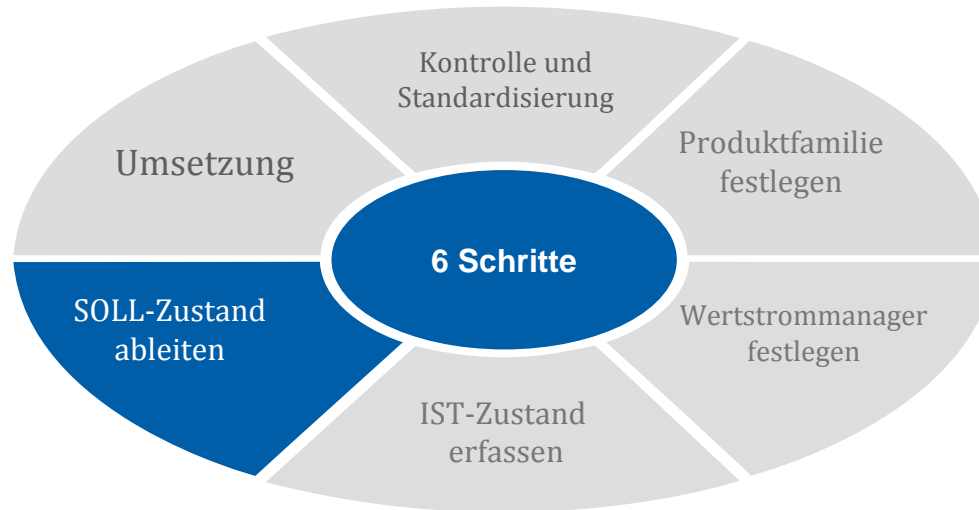 Kontrolle und
Standardisierung
Produktfamilie
festlegen
Umsetzung
6 Schritte
SOLL-Zustand
ableiten
Wertstrommanager
festlegen
IST-Zustand
erfassen